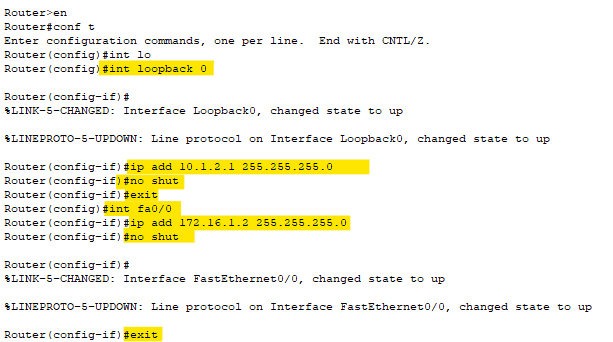 Router>en
Router#conf t
Enter configuration commands, one per line.  End with CNTL/Z.
Router(config)#int lo
Router(config)#int loopback 0
Router(config-if)#
%LINK-5-CHANGED: Interface Loopback0, changed state to up
%LINEPROTO-5-UPDOWN: Line protocol on Interface Loopback0, changed state to up
Router(config-if)#ip add 10.1.2.1 255.255.255.0
Router(config-if)#no shut
Router(config-if)#exit
Router(config)#int fa0/0
Router(config-if)#ip add 172.16.1.2 255.255.255.0
Router(config-if)#no shut
Router(config-if)#
%LINK-5-CHANGED: Interface FastEthernet0/0, changed state to up
%LINEPROTO-5-UPDOWN: Line protocol on Interface FastEthernet0/0, changed state to up
Router(config-if)#exit